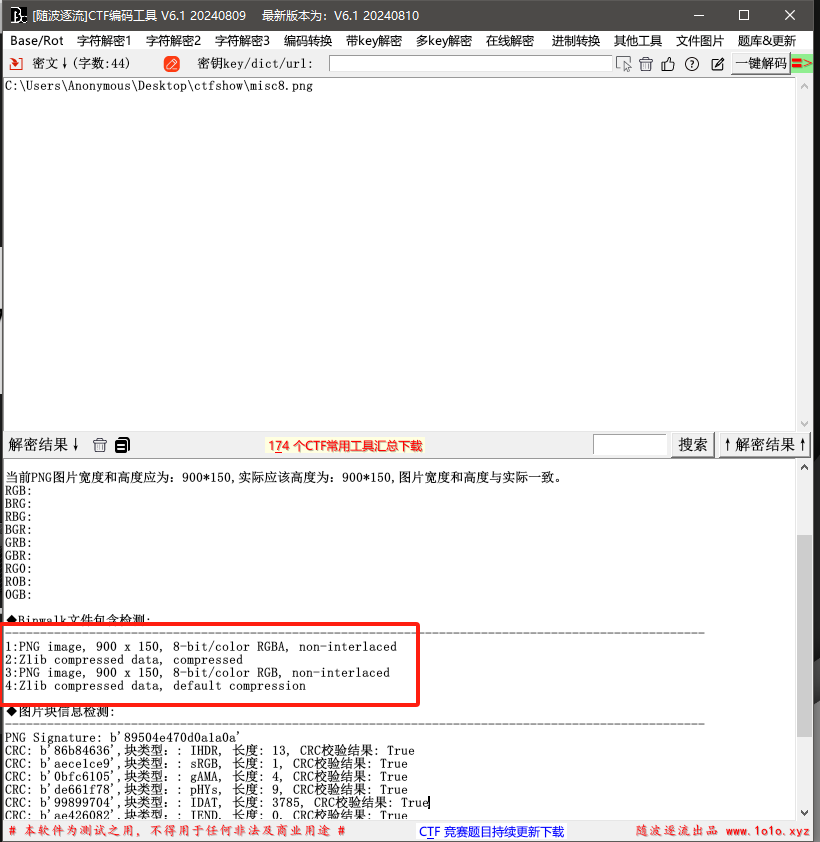 [随波逐流]CTF编码工具 V6.1 20240809 最新版本为：V6.1 20240810
Base/Rot 字符解密1 字符解密2 字符解密3 编码转换 带key解密 多key解密 在线解密 进制转换 其他工具 文件图片 题库&更新
密文↓(字数:44) 密钥key/dict/url: 一键解码 =>
C:\Users\Anonymous\Desktop\ctfshow\misc8.png
解密结果↓ 174 个CTF常用工具汇总下载 搜索 ↑解密结果↑
当前PNG图片宽度和高度应为：900*150,实际应该高度为：900*150,图片宽度和高度与实际一致。
RGB:
BRG:
RBG:
BGR:
GRB:
GBR:
RG0:
R0B:
0GB:
◆Binwalk文件包含检测:
1:PNG image, 900 x 150, 8-bit/color RGBA, non-interlaced
2:Zlib compressed data, compressed
3:PNG image, 900 x 150, 8-bit/color RGB, non-interlaced
4:Zlib compressed data, default compression
◆图片块信息检测:
PNG Signature: b'89504e470d0a1a0a'
CRC: b'86b84636',块类型：: IHDR, 长度: 13, CRC校验结果: True
CRC: b'aece1ce9',块类型：: sRGB, 长度: 1, CRC校验结果: True
CRC: b'0bfc6105',块类型：: gAMA, 长度: 4, CRC校验结果: True
CRC: b'de661f78',块类型：: pHYs, 长度: 9, CRC校验结果: True
CRC: b'99899704',块类型：: IDAT, 长度: 3785, CRC校验结果: True
CRC: b'ae426082',块类型：: IEND, 长度: 0, CRC校验结果: True
# 本软件为测试之用，不得用于任何非法及商业用途 # CTF 竞赛题目持续更新下载 随波逐流出品 www.1o1o.xyz